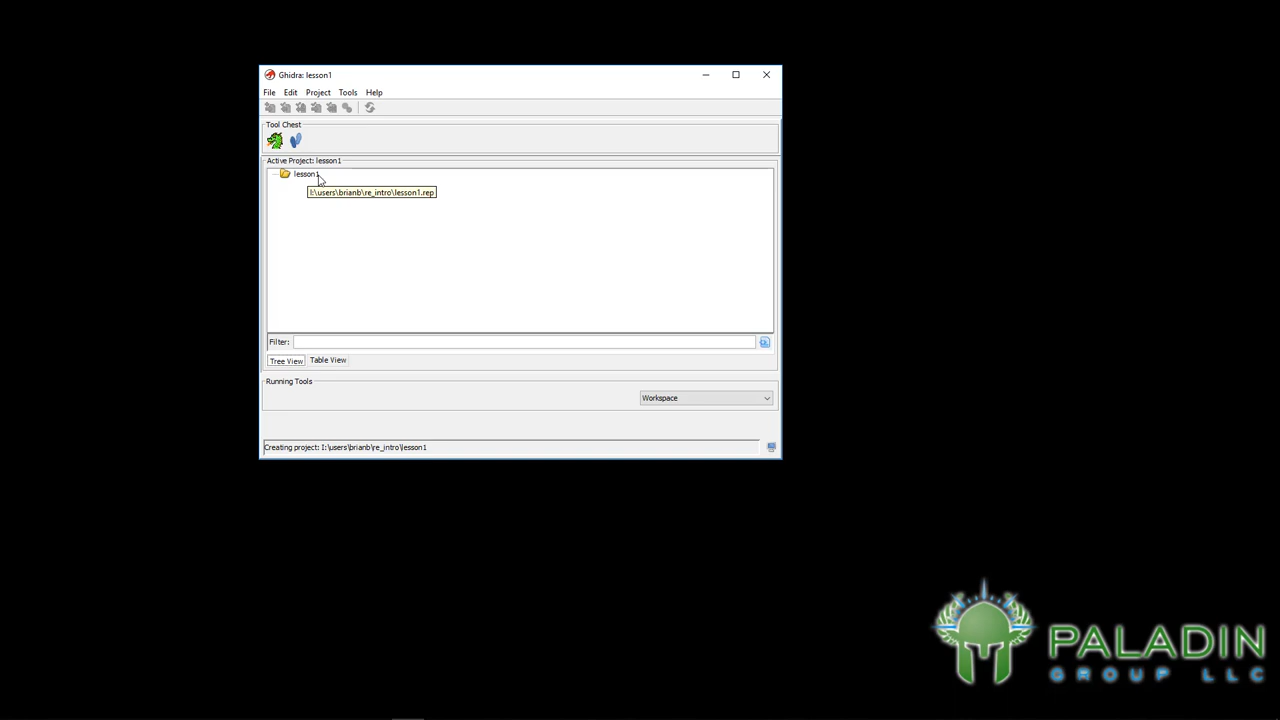 Ghidra: lesson1
File Edit Project Tools Help
Tool Chest
Active Project: lesson1
lesson1
I:\users\brianb\re_intro\lesson1.rep
Filter:
Tree View Table View
Running Tools
Workspace
Creating project: I:\users\brianb\re_intro\lesson1
PALADIN
GROUP LLC